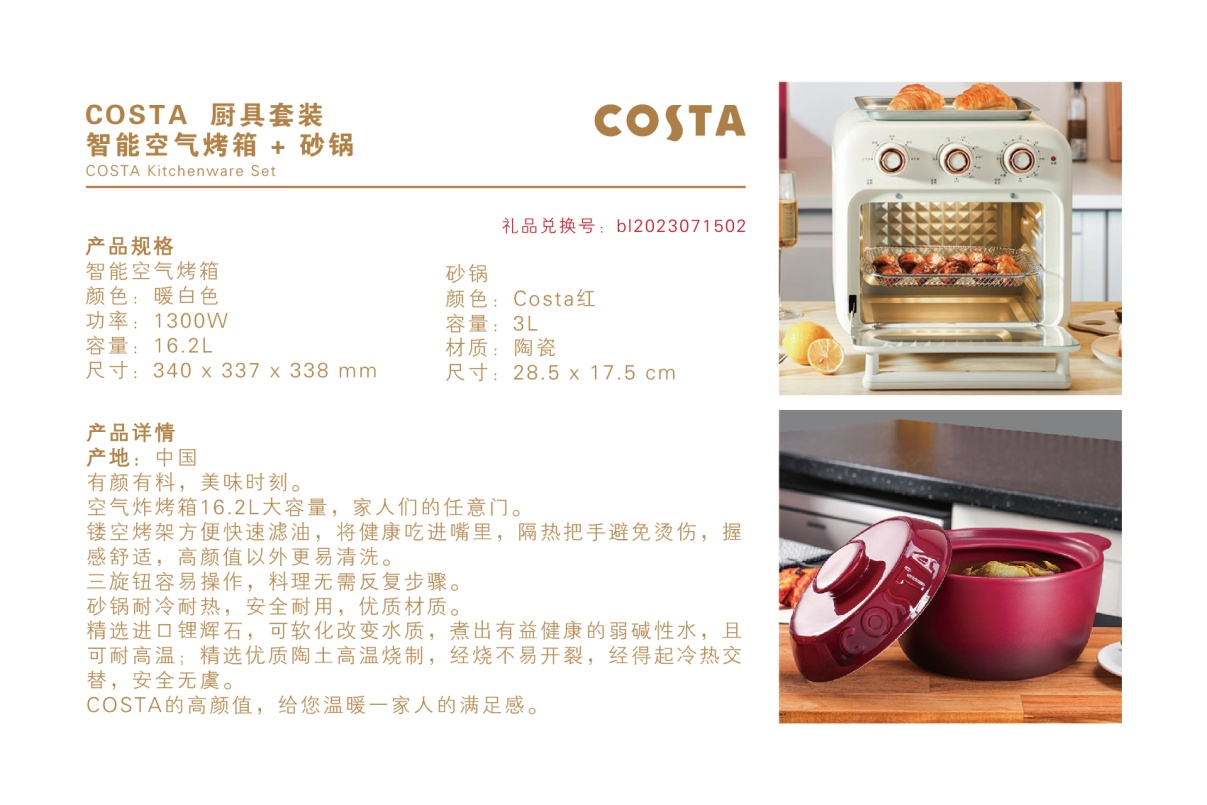 COSTA 厨具套装
智能空气烤箱 + 砂锅
COSTA Kitchenware Set
COSTA
礼品兑换号：bl2023071502
产品规格
智能空气烤箱
颜色：暖白色
功率：1300W
容量：16.2L
尺寸：340 x 337 x 338 mm
砂锅
颜色：Costa红
容量：3L
材质：陶瓷
尺寸：28.5 x 17.5 cm
产品详情
产地：中国
有颜有料，美味时刻。
空气炸烤箱16.2L大容量，家人们的任意门。
镂空烤架方便快速滤油，将健康吃进嘴里，隔热把手避免烫伤，握
感舒适，高颜值以外更易清洗。
三旋钮容易操作，料理无需反复步骤。
砂锅耐冷耐热，安全耐用，优质材质。
精选进口锂辉石，可软化改变水质，煮出有益健康的弱碱性水，且
可耐高温；精选优质陶土高温烧制，经烧不易开裂，经得起冷热交
替，安全无虞。
COSTA的高颜值，给您温暖一家人的满足感。